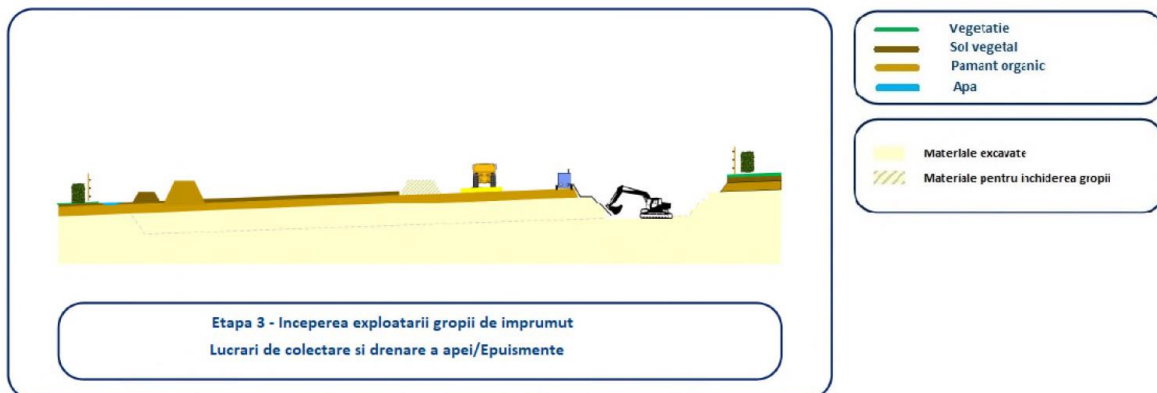 Vegetatie
Sol vegetal
Pamant organic
Apa
Materiale excavate
Materiale pentru inchiderea gropii
Etapa 3 - Inceperea exploatarii gropii de imprumut
Lucrari de colectare si drenare a apei/Epuismente